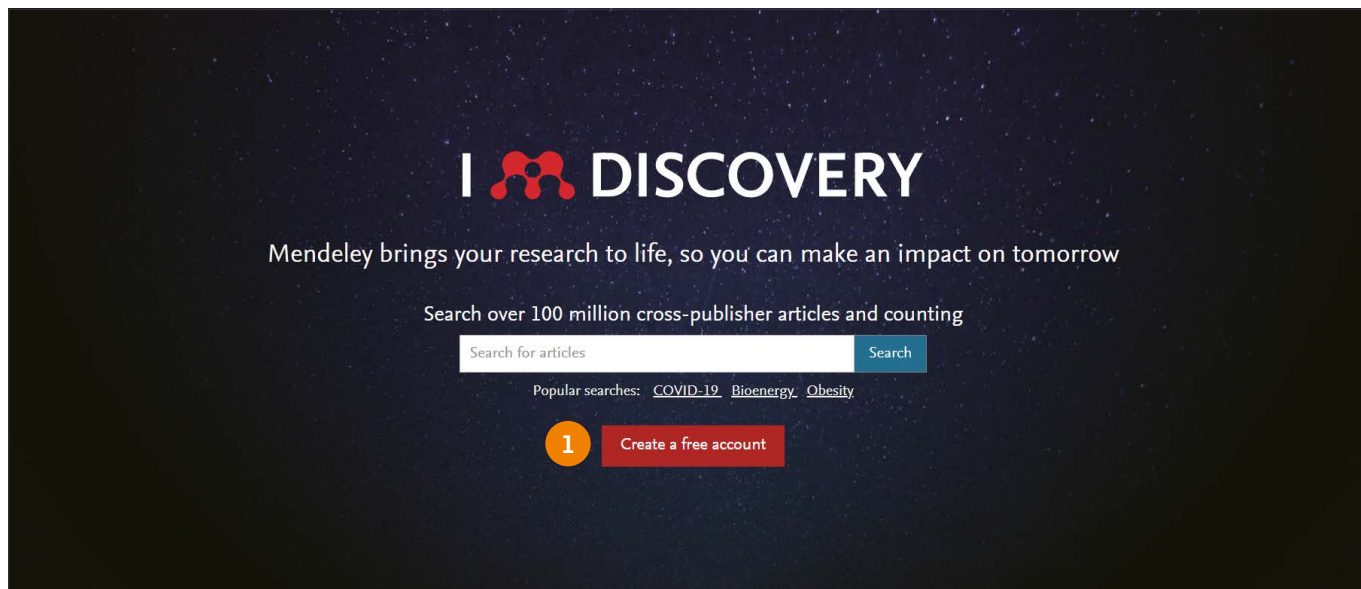 I DISCOVERY
Mendeley brings your research to life, so you can make an impact on tomorrow
Search over 100 million cross-publisher articles and counting
Search for articles Search
Popular searches: COVID-19 Bioenergy Obesity
1 Create a free account